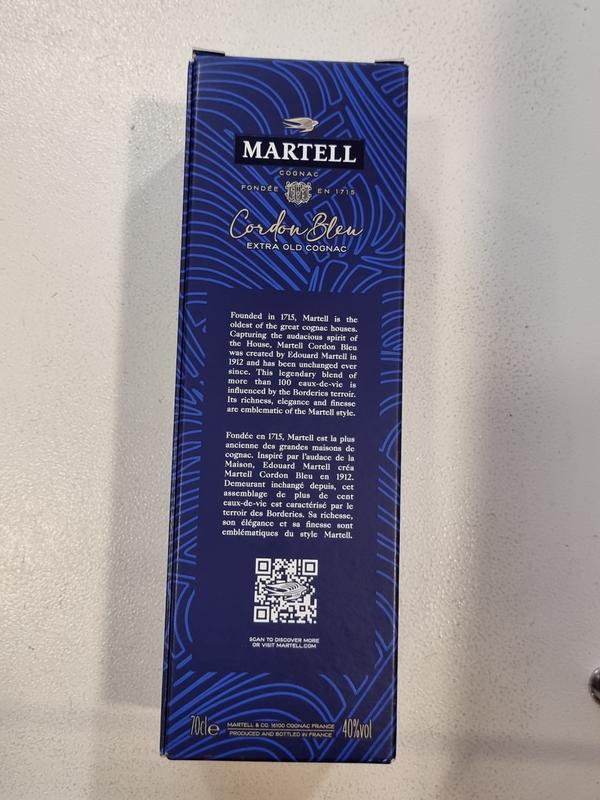 MARTELL
COGNAC
FONDÉE EN 1715
Cordon Bleu
EXTRA OLD COGNAC
Founded in 1715, Martell is the
oldest of the great cognac houses.
Capturing the audacious spirit of
the House, Martell Cordon Bleu
was created by Edouard Martell in
1912 and has been unchanged ever
since. This legendary blend of
more than 100 eaux-de-vie is
influenced by the Borderies terroir.
Its richness, elegance and finesse
are emblematic of the Martell style.
Fondée en 1715, Martell est la plus
ancienne des grandes maisons de
cognac. Inspiré par l'audace de la
Maison, Edouard Martell créa
Martell Cordon Bleu en 1912.
Demeurant inchangé depuis, cet
assemblage de plus de cent
eaux-de-vie est caractérisé par le
terroir des Borderies. Sa richesse,
son élégance et sa finesse sont
emblématiques du style Martell.
SCAN TO DISCOVER MORE
OR VISIT MARTELL.COM
70cl e MARTELL & CO. 16100 COGNAC FRANCE 40%vol
PRODUCED AND BOTTLED IN FRANCE